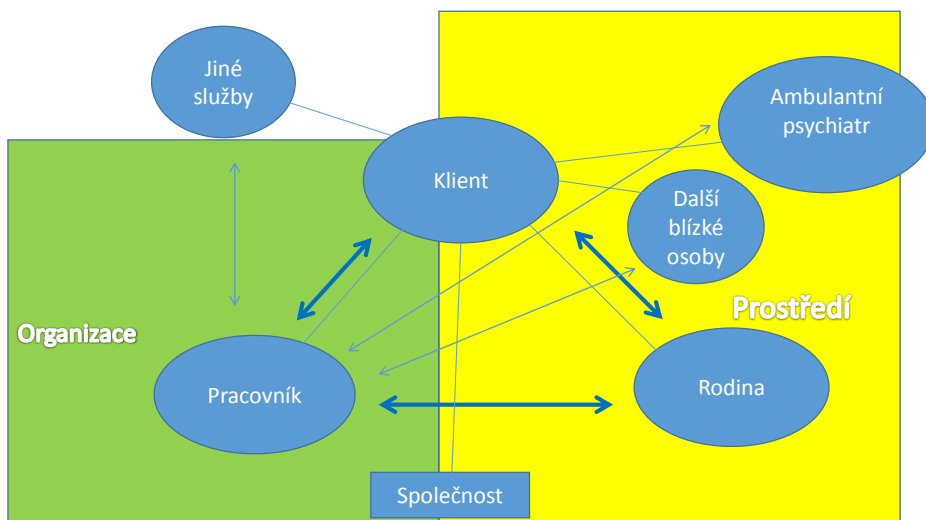 Jiné
služby
Ambulantní
psychiatr
Klient
Další
blízké
osoby
Prostředí
Organizace
Pracovník
Rodina
Společnost